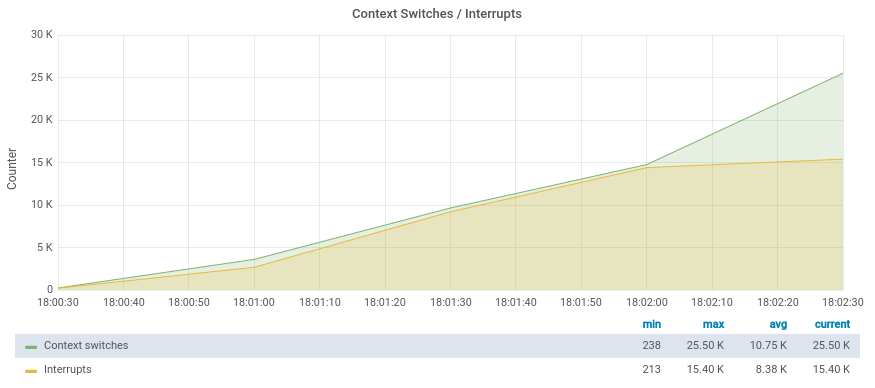 Context Switches / Interrupts
30 K
25 K
20 K
15 K
10 K
5 K
0
Counter
18:00:30 18:00:40 18:00:50 18:01:00 18:01:10 18:01:20 18:01:30 18:01:40 18:01:50 18:02:00 18:02:10 18:02:20 18:02:30
min max avg current
Context switches 238 25.50 K 10.75 K 25.50 K
Interrupts 213 15.40 K 8.38 K 15.40 K